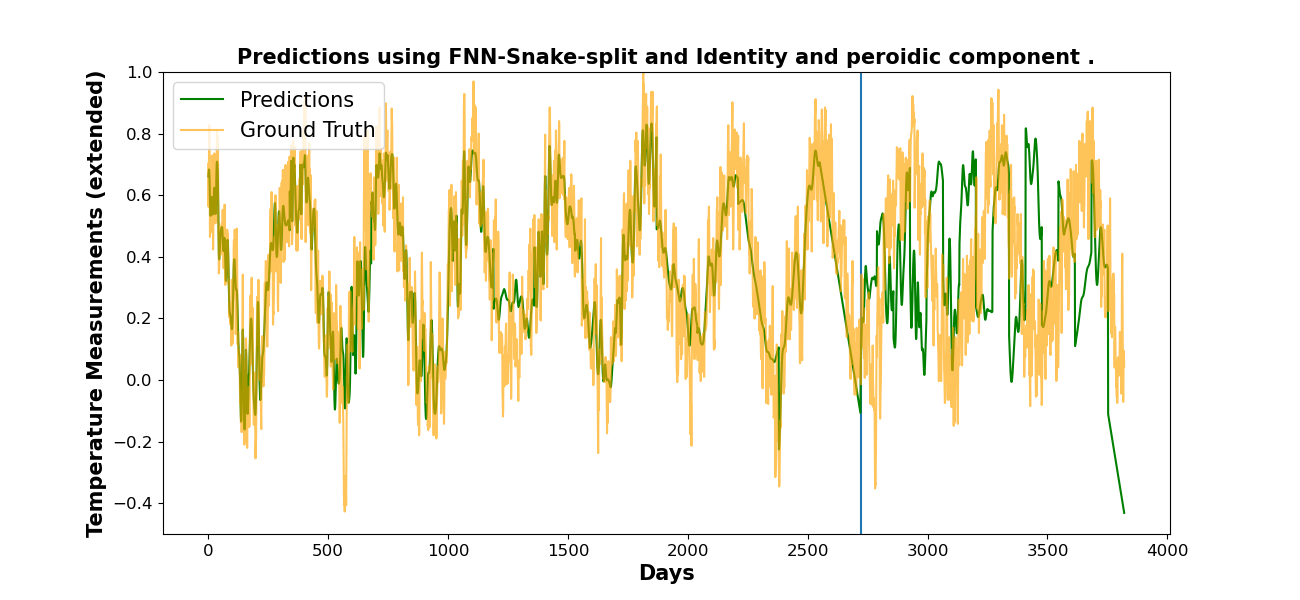 Predictions using FNN-Snake-split and Identity and peroidic component .
Temperature Measurements (extended)
1.0
0.8
0.6
0.4
0.2
0.0
−0.2
−0.4
Predictions
Ground Truth
0 500 1000 1500 2000 2500 3000 3500 4000
Days